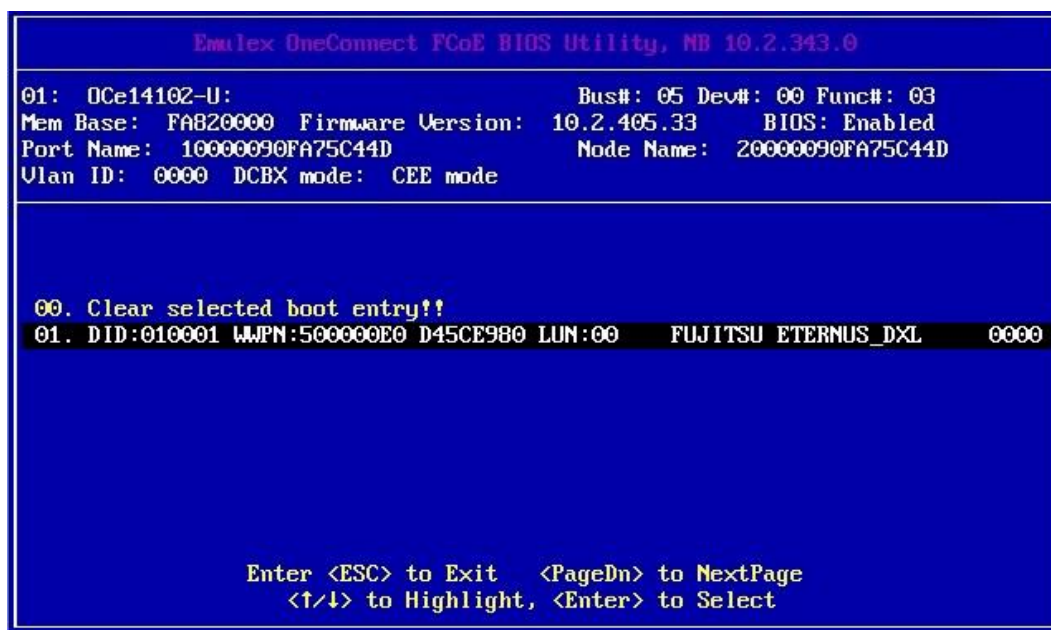 Emulex OneConnect FCoE BIOS Utility, NB 10.2.343.0
01: OCe14102-U: Bus#: 05 Dev#: 00 Func#: 03
Mem Base: FA820000 Firmware Version: 10.2.405.33 BIOS: Enabled
Port Name: 10000090FA75C44D Node Name: 20000090FA75C44D
Vlan ID: 0000 DCBX mode: CEE mode
00. Clear selected boot entry!!
01. DID:010001 WWPN:500000E0 D45CE980 LUN:00 FUJITSU ETERNUS_DXL 0000
Enter <ESC> to Exit <PageDn> to NextPage
<↑/↓> to Highlight, <Enter> to Select